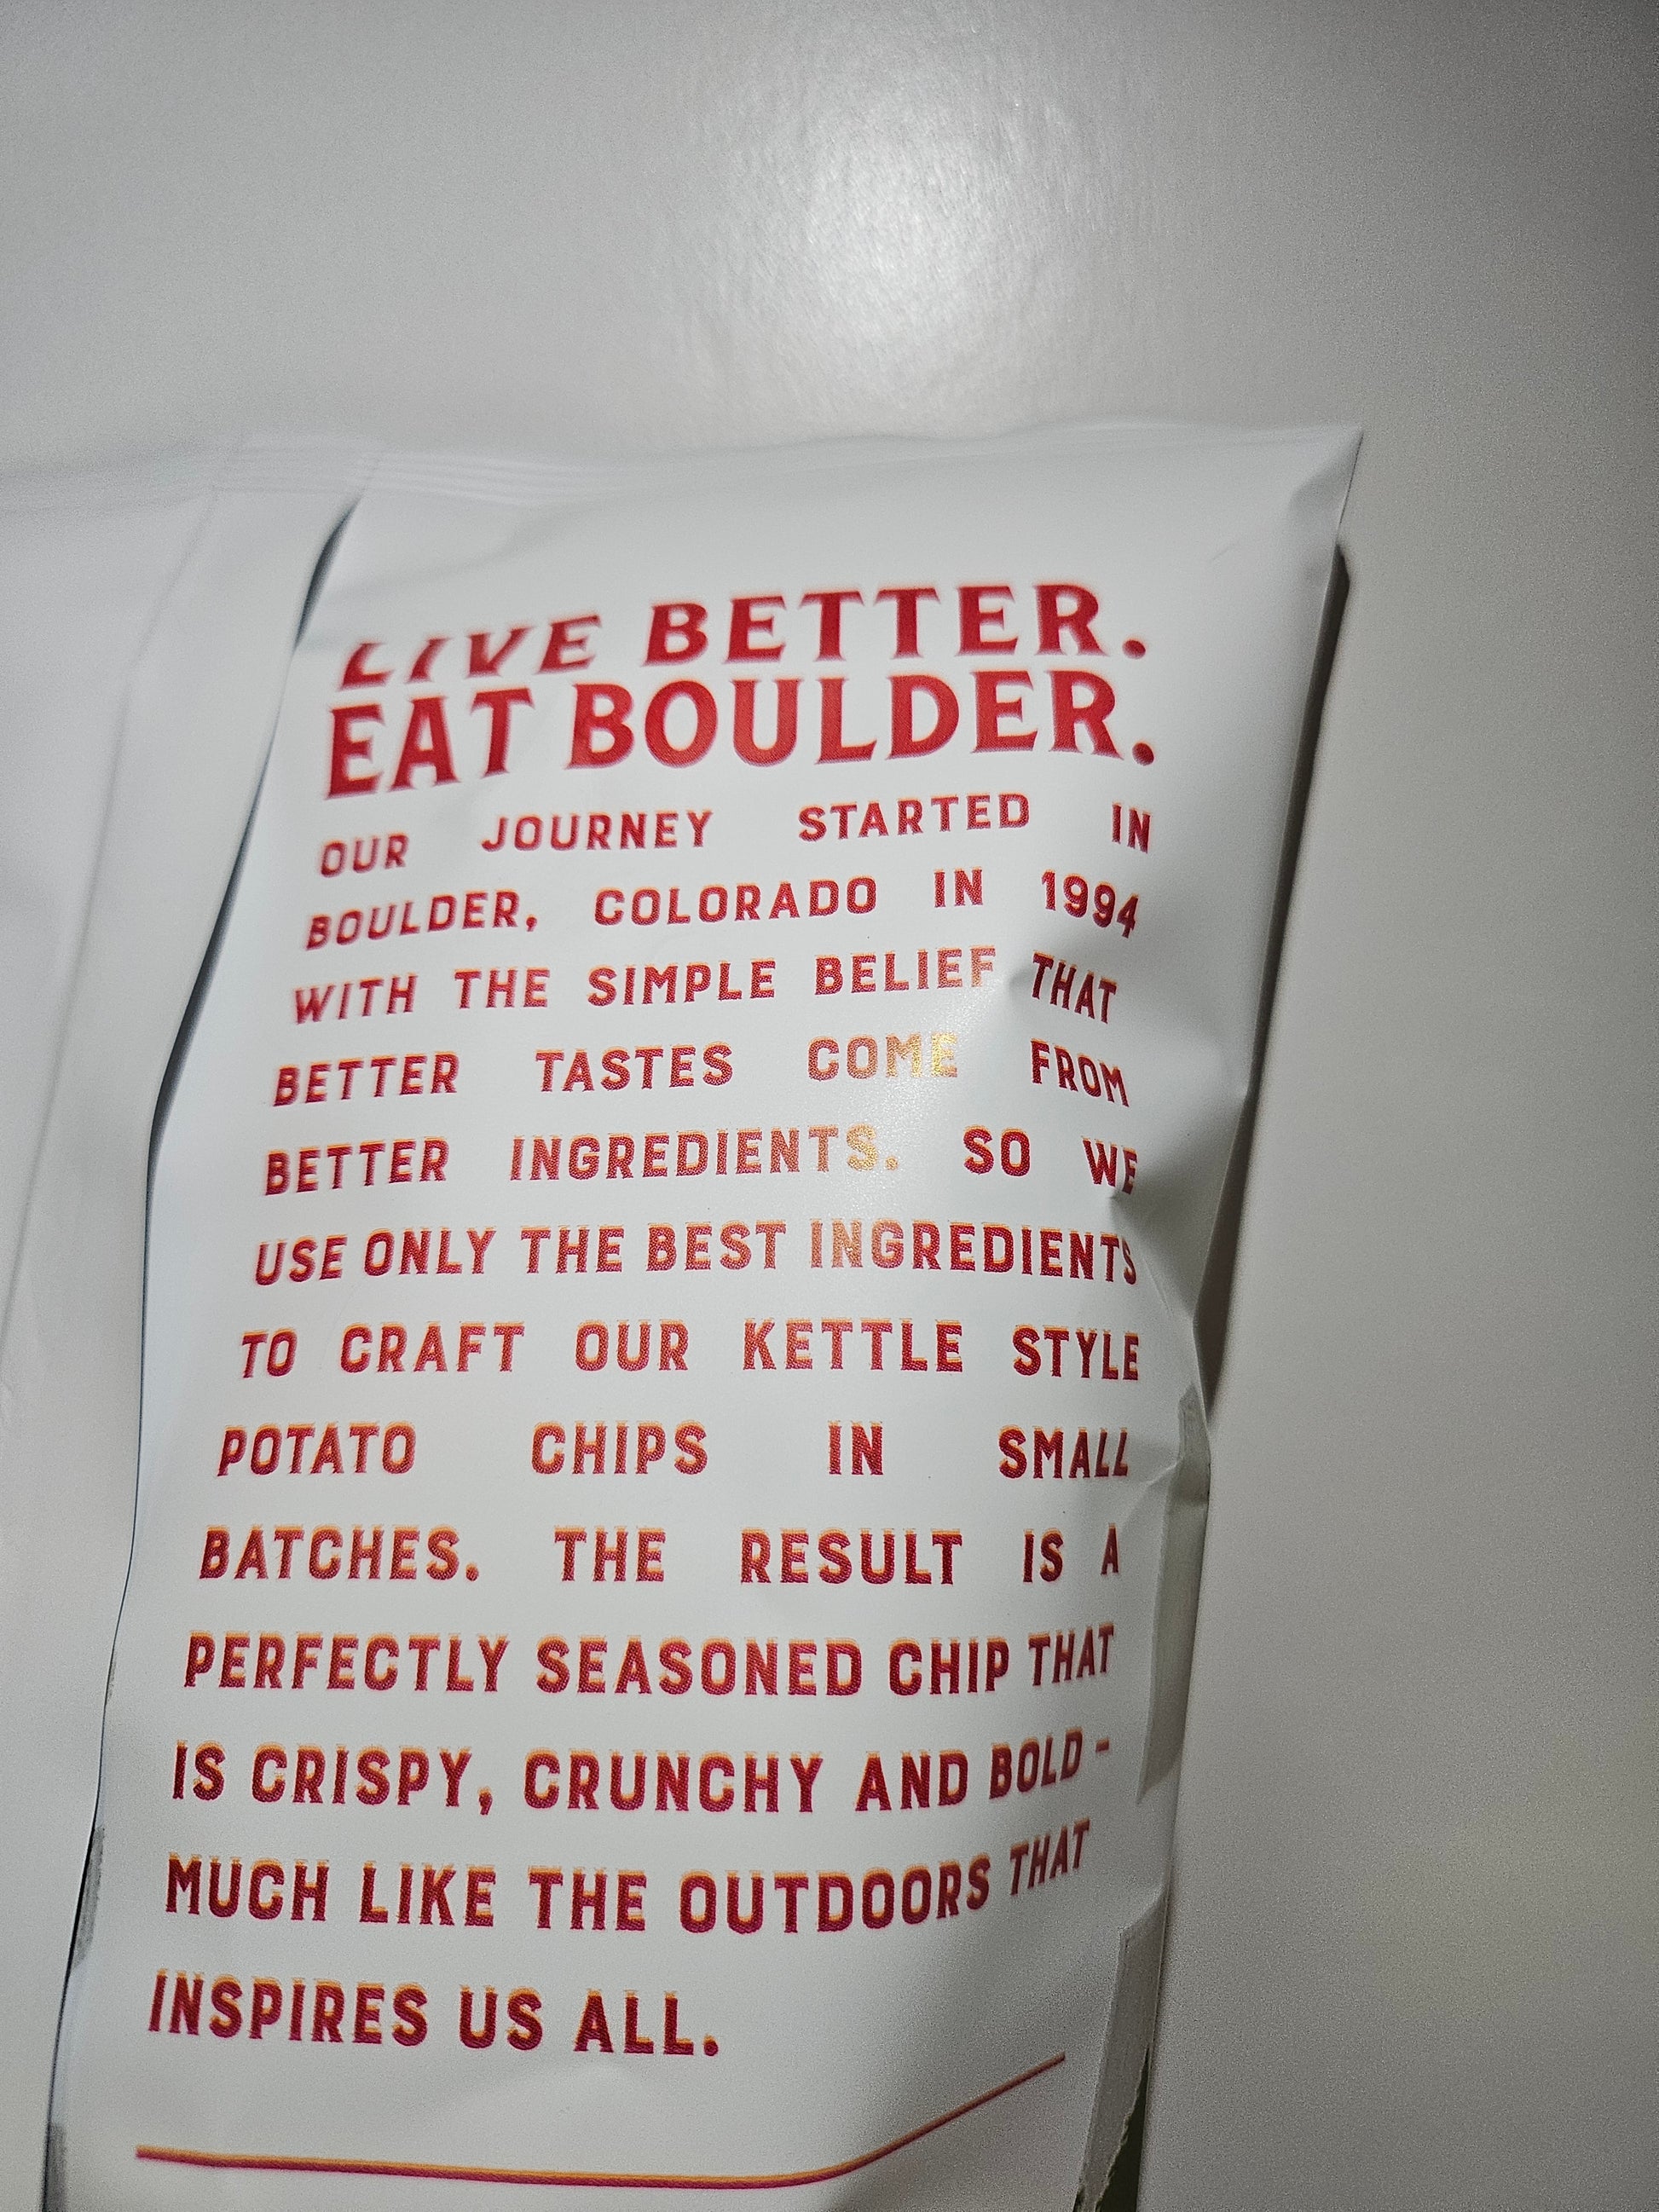 LIVE BETTER.
EAT BOULDER.
OUR JOURNEY STARTED IN
BOULDER, COLORADO IN 1994
WITH THE SIMPLE BELIEF THAT
BETTER TASTES COME FROM
BETTER INGREDIENTS. SO WE
USE ONLY THE BEST INGREDIENTS
TO CRAFT OUR KETTLE STYLE
POTATO CHIPS IN SMALL
BATCHES. THE RESULT IS A
PERFECTLY SEASONED CHIP THAT
IS CRISPY, CRUNCHY AND BOLD -
MUCH LIKE THE OUTDOORS THAT
INSPIRES US ALL.